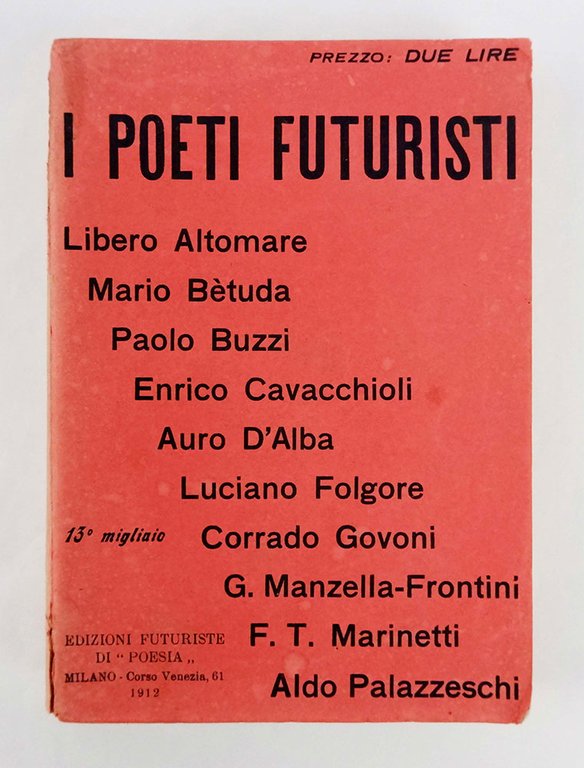 PREZZO: DUE LIRE
I POETI FUTURISTI
Libero Altomare
Mario Bètuda
Paolo Buzzi
Enrico Cavacchioli
Auro D'Alba
Luciano Folgore
13º migliaio
Corrado Govoni
G. Manzella-Frontini
F. T. Marinetti
Aldo Palazzeschi
EDIZIONI FUTURISTE
DI “ POESIA „
MILANO - Corso Venezia, 61
1912